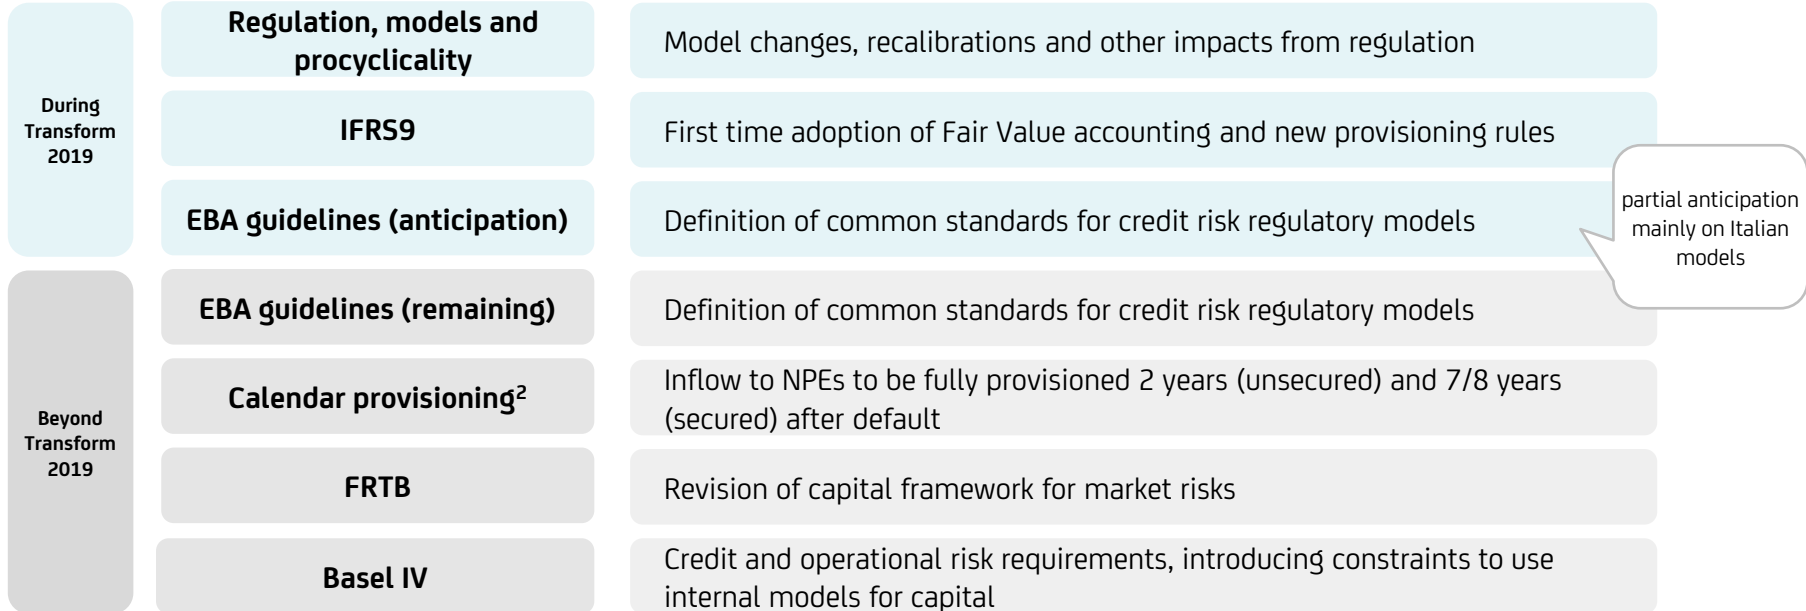 During
Transform
2019
Regulation, models and
procyclicality
Model changes, recalibrations and other impacts from regulation
IFRS9
First time adoption of Fair Value accounting and new provisioning rules
EBA guidelines (anticipation)
Definition of common standards for credit risk regulatory models
partial anticipation
mainly on Italian
models
Beyond
Transform
2019
EBA guidelines (remaining)
Definition of common standards for credit risk regulatory models
Calendar provisioning²
Inflow to NPEs to be fully provisioned 2 years (unsecured) and 7/8 years
(secured) after default
FRTB
Revision of capital framework for market risks
Basel IV
Credit and operational risk requirements, introducing constraints to use
internal models for capital